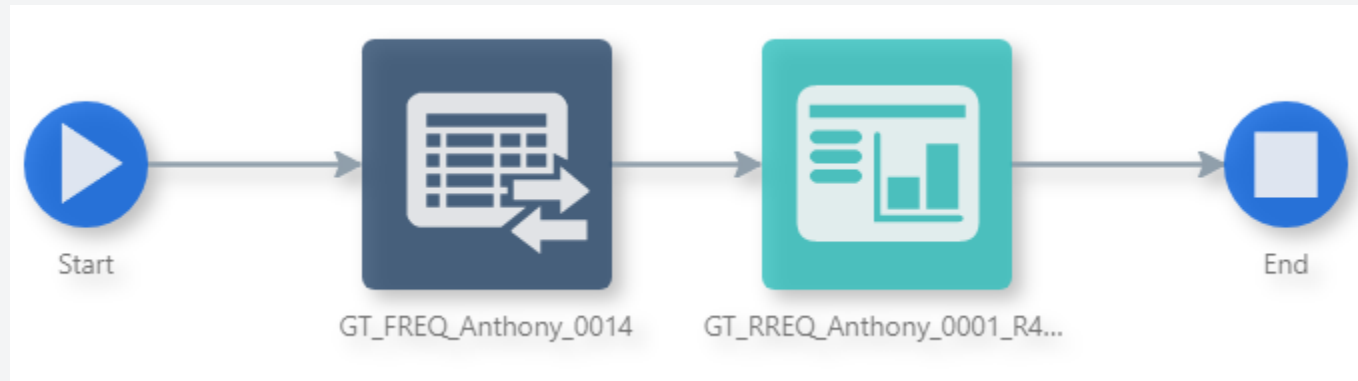 Start
GT_FREQ_Anthony_0014
GT_RREQ_Anthony_0001_R4...
End